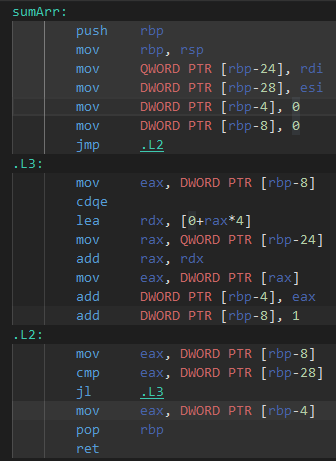 sumArr:
push rbp
mov rbp, rsp
mov QWORD PTR [rbp-24], rdi
mov DWORD PTR [rbp-28], esi
mov DWORD PTR [rbp-4], 0
mov DWORD PTR [rbp-8], 0
jmp .L2
.L3:
mov eax, DWORD PTR [rbp-8]
cdqe
lea rdx, [0+rax*4]
mov rax, QWORD PTR [rbp-24]
add rax, rdx
mov eax, DWORD PTR [rax]
add DWORD PTR [rbp-4], eax
add DWORD PTR [rbp-8], 1
.L2:
mov eax, DWORD PTR [rbp-8]
cmp eax, DWORD PTR [rbp-28]
jl .L3
mov eax, DWORD PTR [rbp-4]
pop rbp
ret